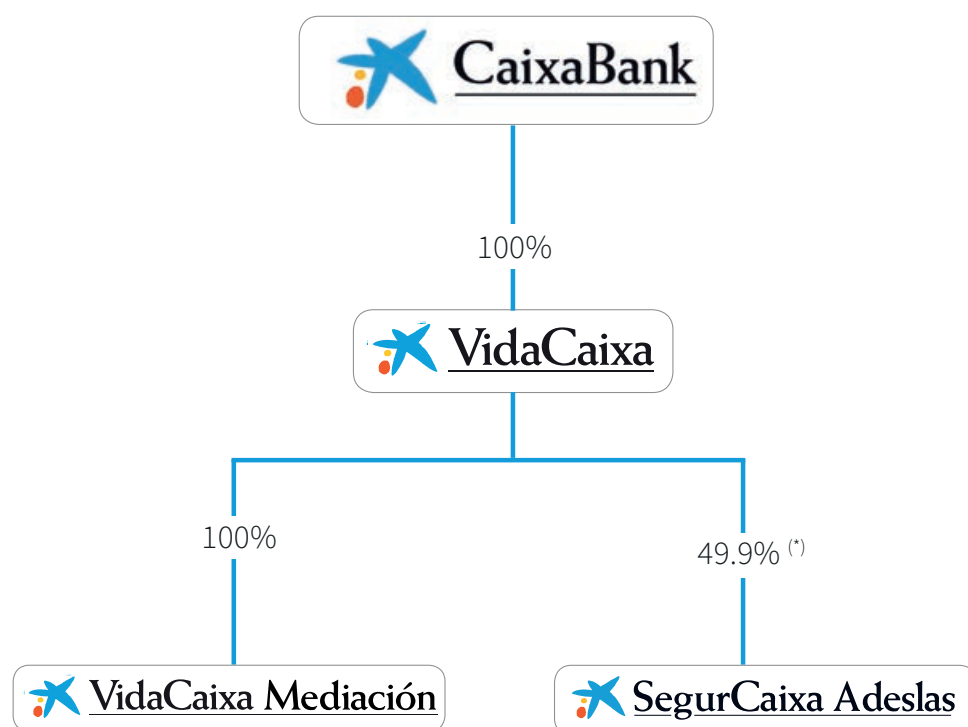 CaixaBank
100%
VidaCaixa
100%
49.9% (*)
VidaCaixa Mediación
SegurCaixa Adeslas